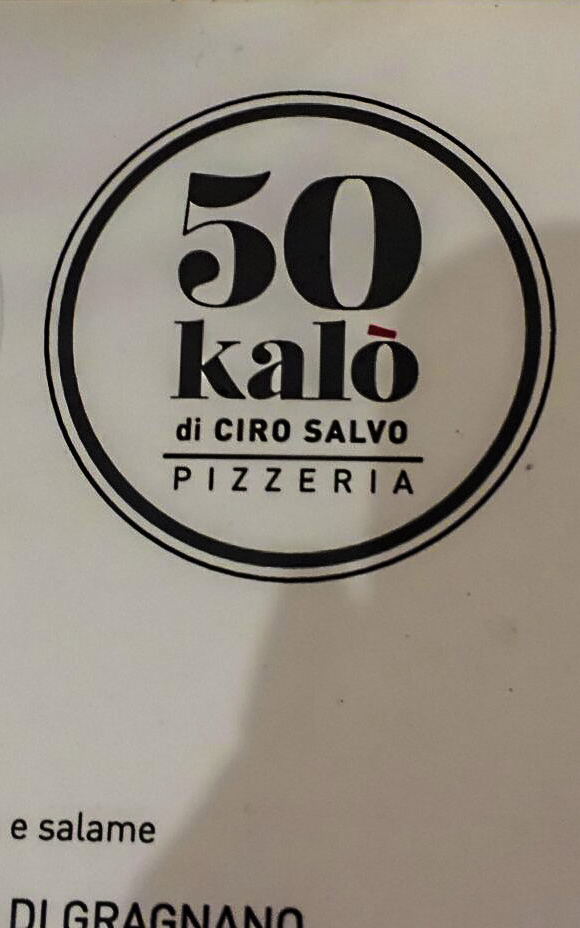 50
kalò
di CIRO SALVO
PIZZERIA
e salame
DI GRAGNANO